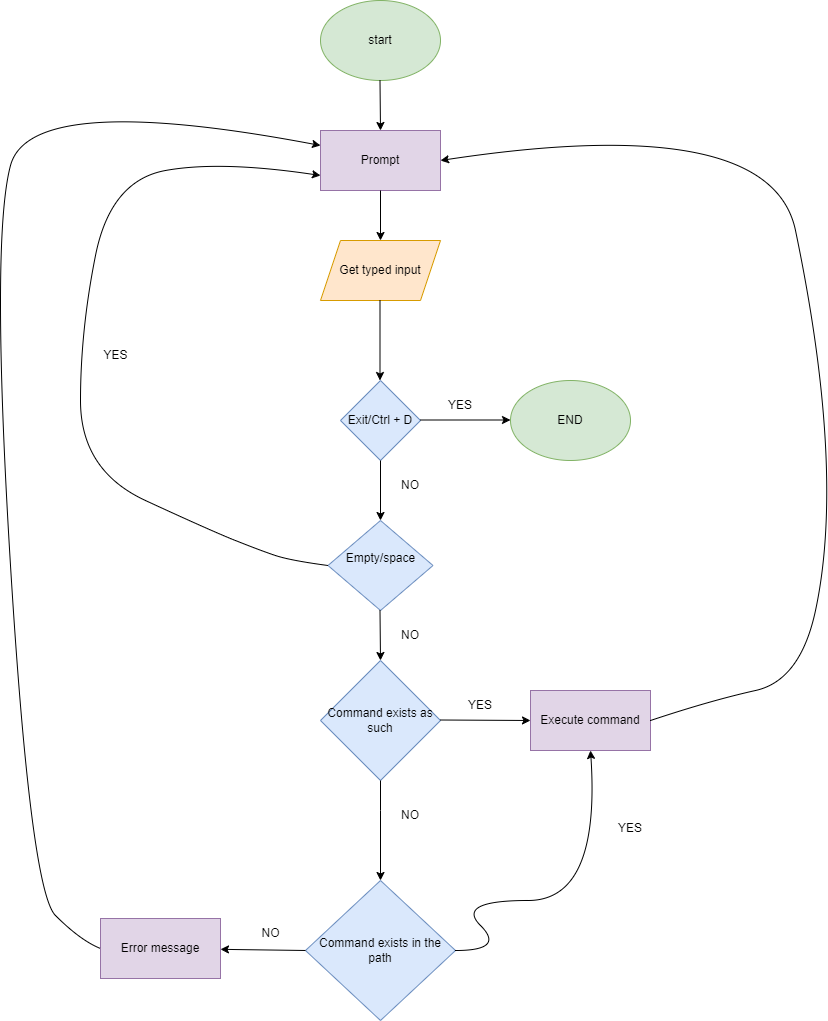 start
Prompt
Get typed input
YES
Exit/Ctrl + D
YES
END
NO
Empty/space
NO
Command exists as
such
YES
Execute command
NO
YES
Command exists in the
path
NO
Error message